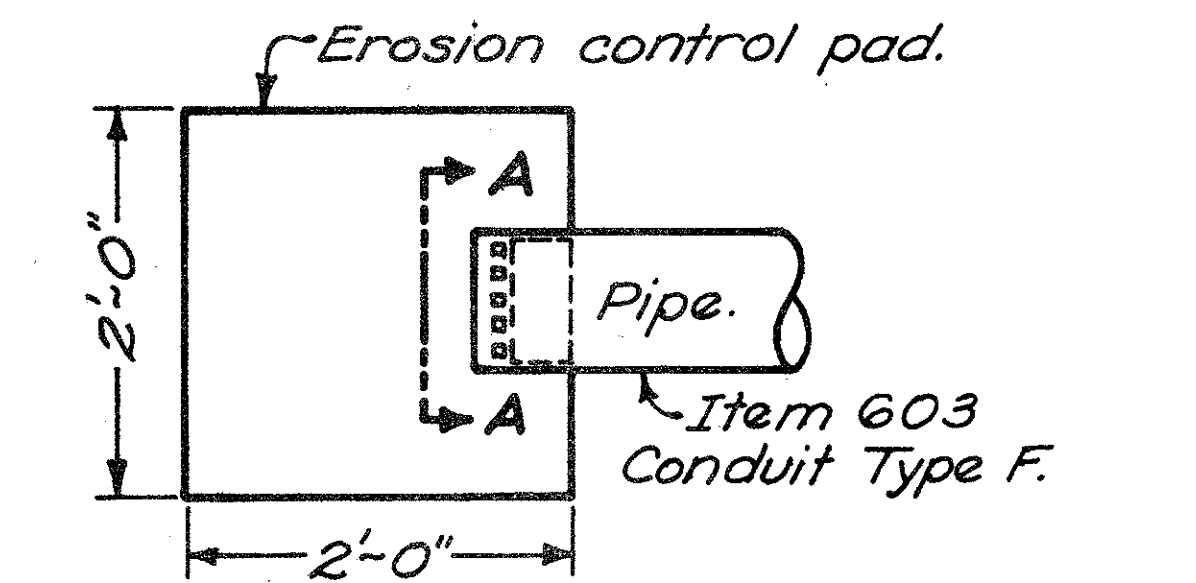 Erosion control pad.
A
2'~0"
Pipe.
A
Item 603
Conduit Type F.
2'~0"